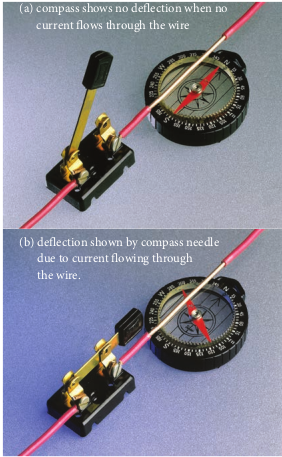 (a) compass shows no deflection when no
current flows through the wire
(b) deflection shown by compass needle
due to current flowing through
the wire.